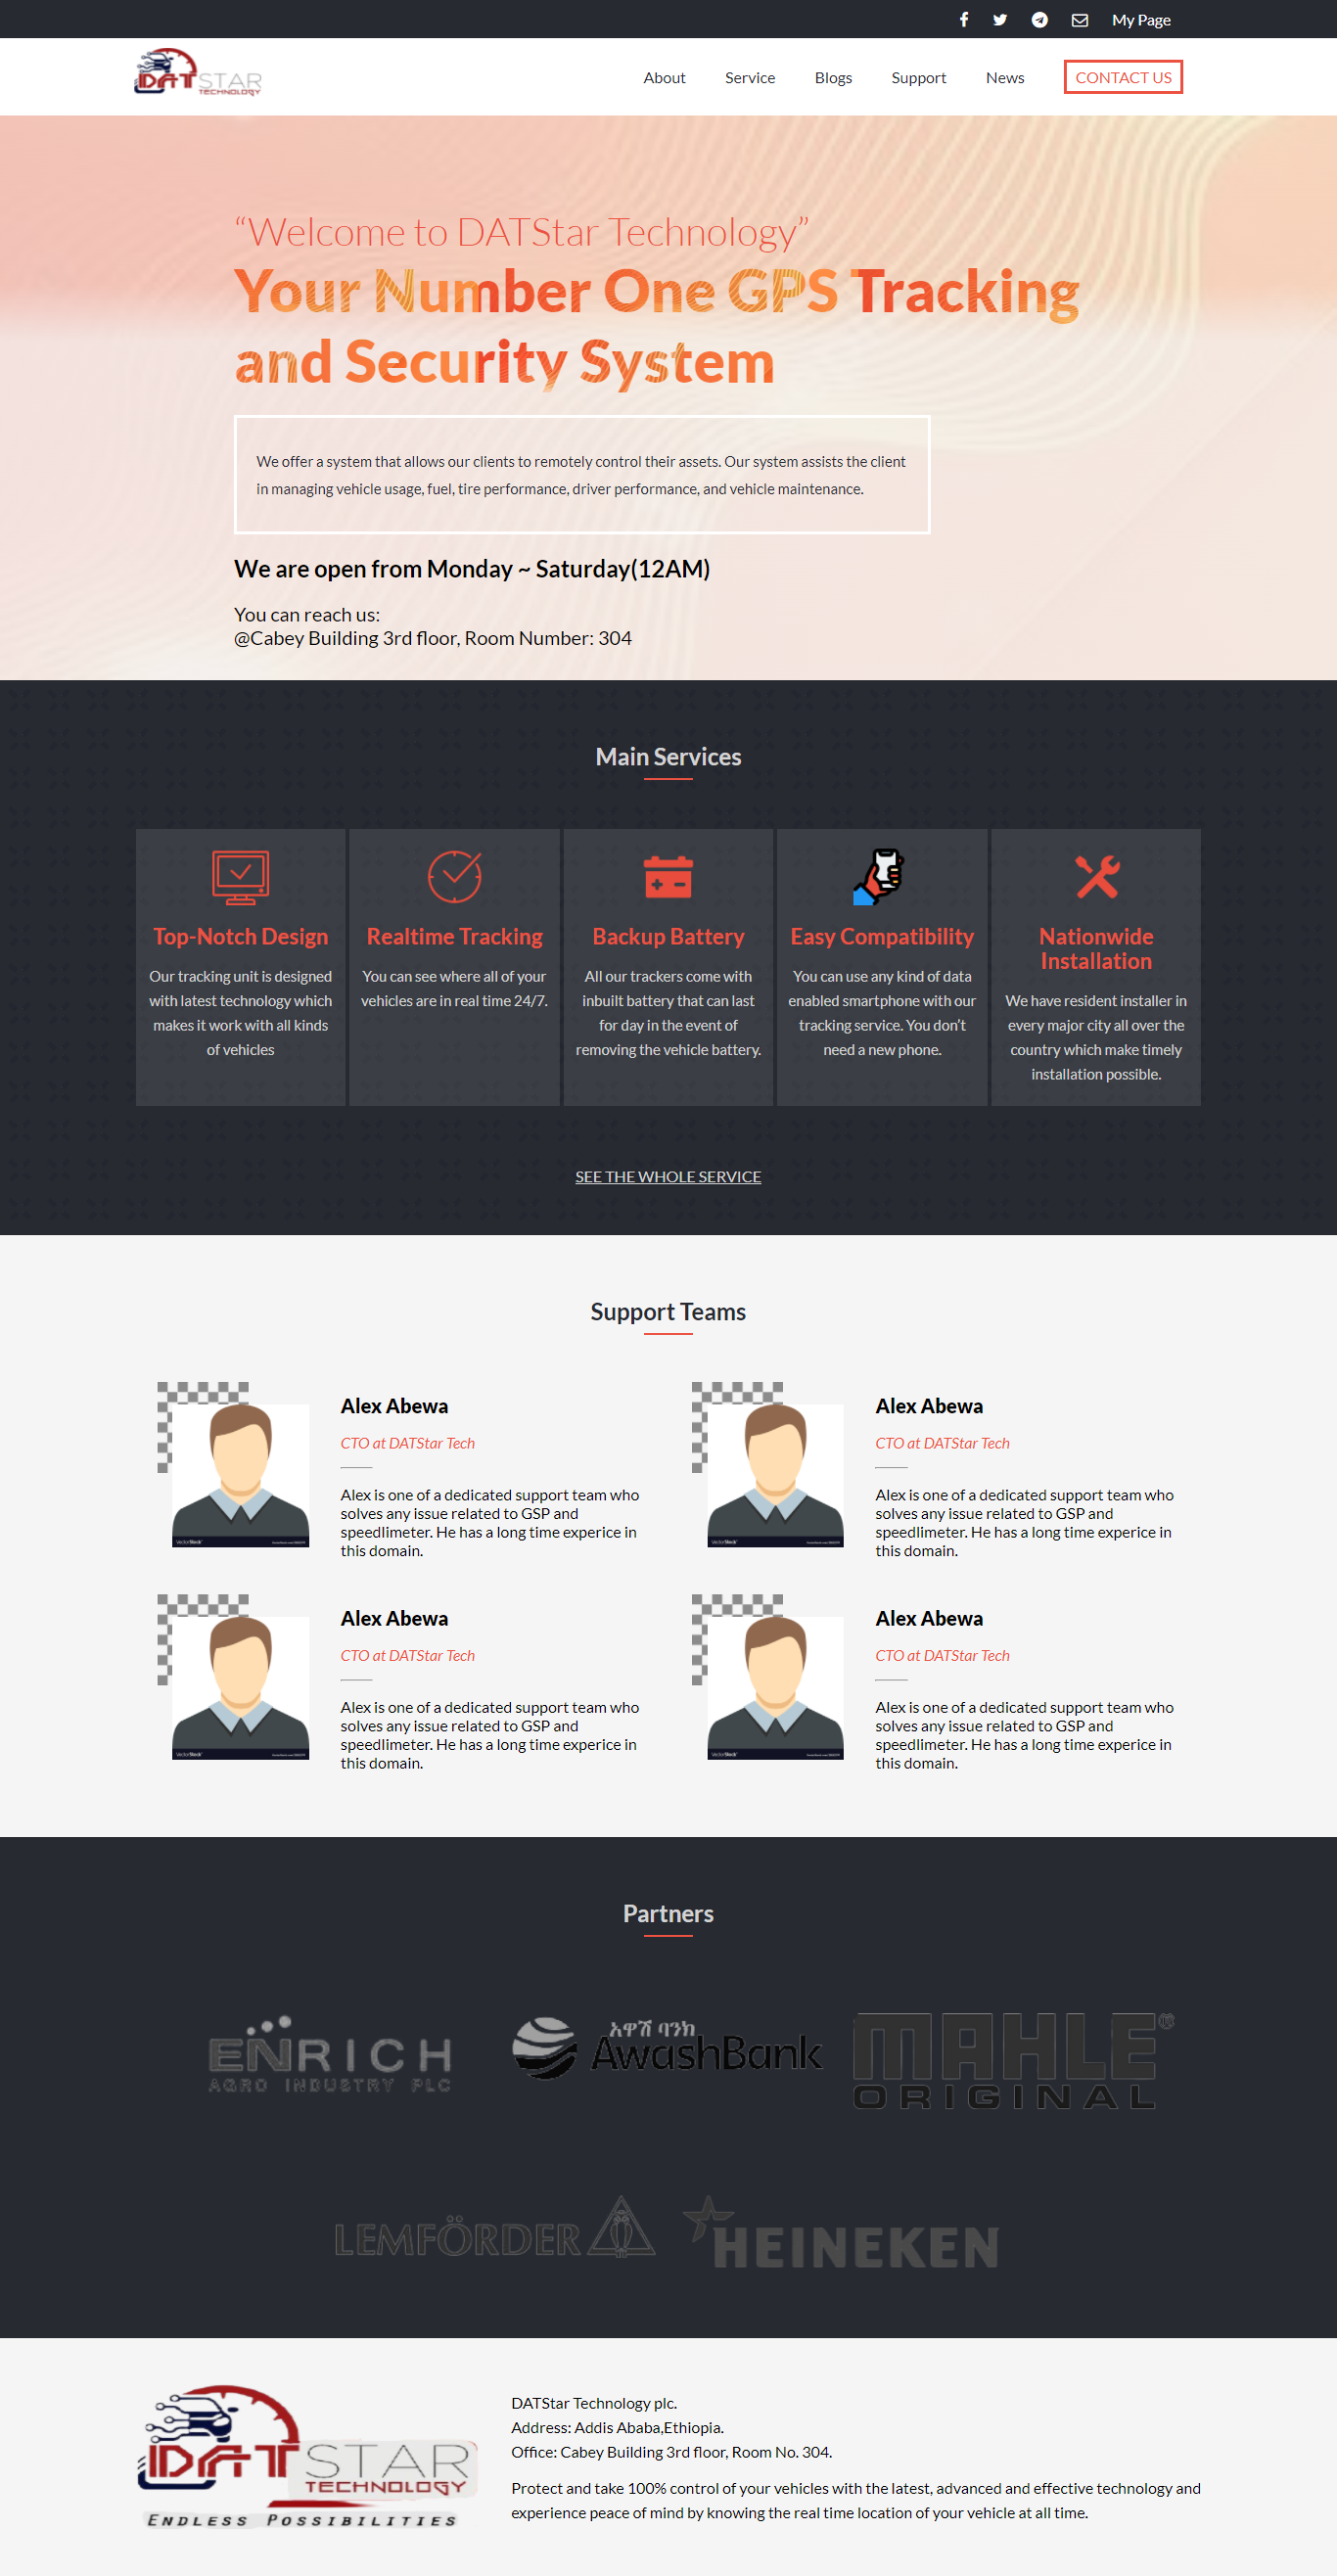 My Page
DAT STAR
TECHNOLOGY
About
Service
Blogs
Support
News
CONTACT US
“Welcome to DATStar Technology”
Your Number One GPS Tracking
and Security System
We offer a system that allows our clients to remotely control their assets. Our system assists the client
in managing vehicle usage, fuel, tire performance, driver performance, and vehicle maintenance.
We are open from Monday ~ Saturday(12AM)
You can reach us:
@Cabey Building 3rd floor, Room Number: 304
Main Services
Top-Notch Design
Our tracking unit is designed
with latest technology which
makes it work with all kinds
of vehicles
Realtime Tracking
You can see where all of your
vehicles are in real time 24/7.
Backup Battery
All our trackers come with
inbuilt battery that can last
for day in the event of
removing the vehicle battery.
Easy Compatibility
You can use any kind of data
enabled smartphone with our
tracking service. You don’t
need a new phone.
Nationwide
Installation
We have resident installer in
every major city all over the
country which make timely
installation possible.
SEE THE WHOLE SERVICE
Support Teams
Alex Abewa
CTO at DATStar Tech
Alex is one of a dedicated support team who
solves any issue related to GSP and
speedlimeter. He has a long time experice in
this domain.
VectorStock
Alex Abewa
CTO at DATStar Tech
Alex is one of a dedicated support team who
solves any issue related to GSP and
speedlimeter. He has a long time experice in
this domain.
VectorStock
Alex Abewa
CTO at DATStar Tech
Alex is one of a dedicated support team who
solves any issue related to GSP and
speedlimeter. He has a long time experice in
this domain.
VectorStock
Alex Abewa
CTO at DATStar Tech
Alex is one of a dedicated support team who
solves any issue related to GSP and
speedlimeter. He has a long time experice in
this domain.
VectorStock
Partners
ENRICH
AGRO INDUSTRY PLC
አዋሽ ባንክ
AwashBank
MAHLE®
ORIGINAL
LEMFÖRDER
HEINEKEN
DAT STAR
TECHNOLOGY
ENDLESS POSSIBILITIES
DATStar Technology plc.
Address: Addis Ababa,Ethiopia.
Office: Cabey Building 3rd floor, Room No. 304.
Protect and take 100% control of your vehicles with the latest, advanced and effective technology and
experience peace of mind by knowing the real time location of your vehicle at all time.